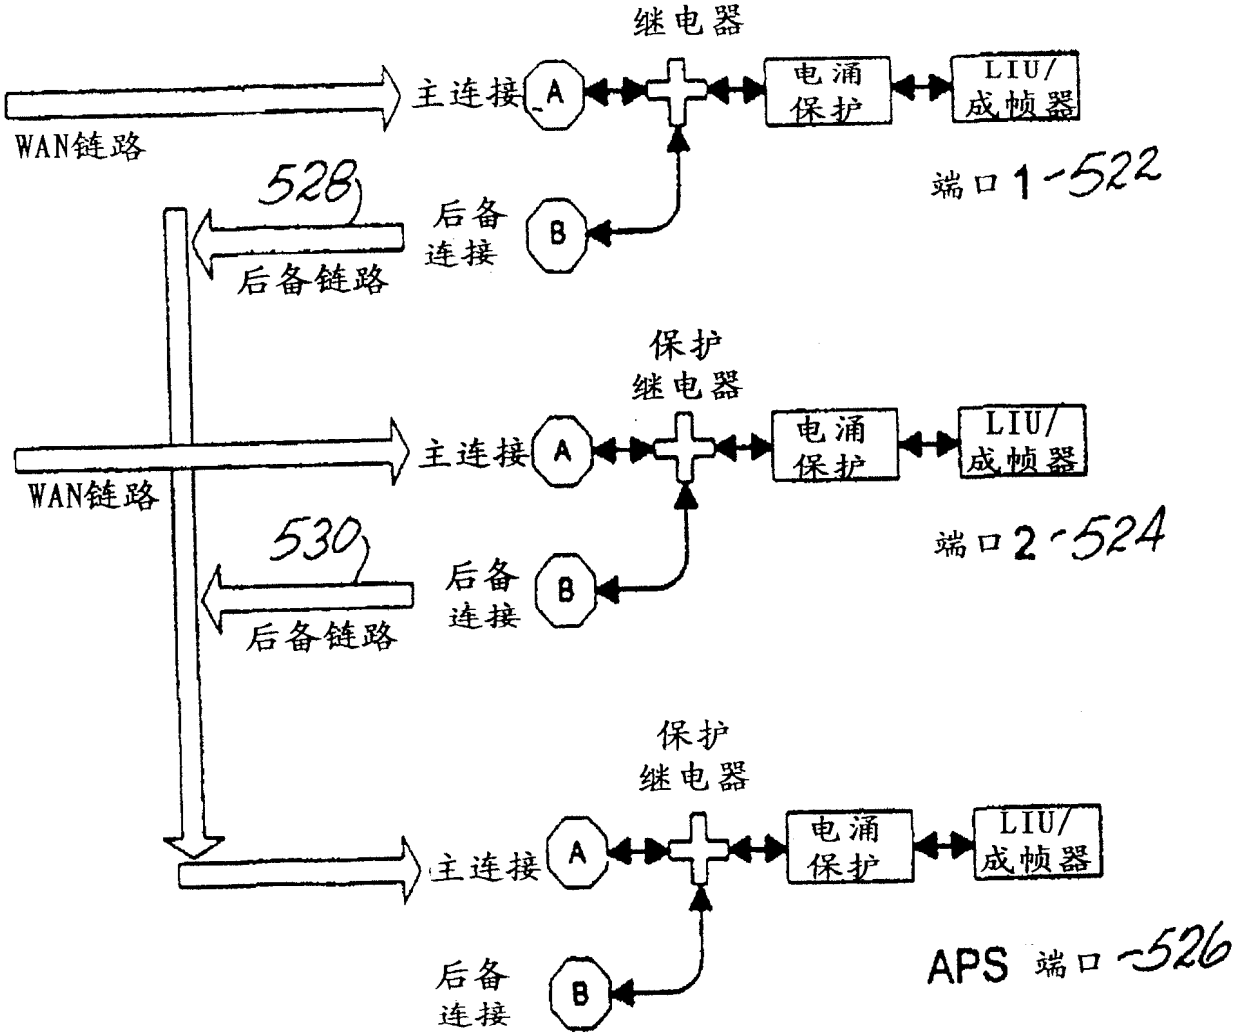 继电器
主连接
A
电涌
保护
LIU/
成帧器
WAN链路
端口 1-522
528
后备
连接
B
后备链路
保护
继电器
主连接
A
电涌
保护
LIU/
成帧器
WAN链路
端口 2-524
530
后备
连接
B
后备链路
保护
继电器
主连接
A
电涌
保护
LIU/
成帧器
APS 端口-526
后备
连接
B